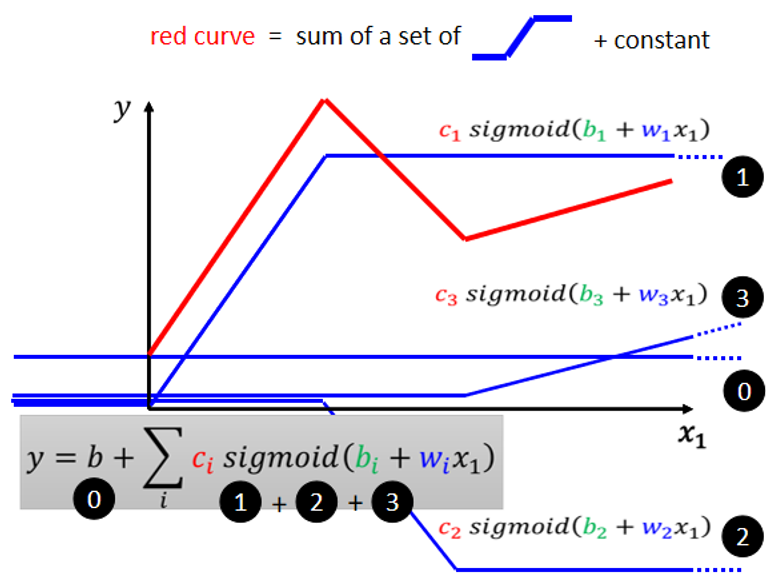 red curve = sum of a set of + constant
y
c₁ sigmoid(b₁ + w₁x₁)
1
c₃ sigmoid(b₃ + w₃x₁)
3
0
x₁
y = b + ∑ᵢ cᵢ sigmoid(bᵢ + wᵢx₁)
0 1 + 2 + 3
c₂ sigmoid(b₂ + w₂x₁)
2